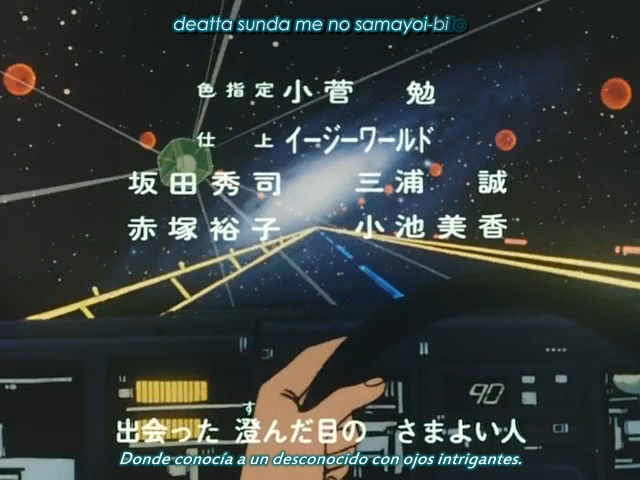 deatta sunda me no samayoi-bito
色指定 小菅 勉
仕上 イージーワールド
坂田秀司 三浦 誠
赤塚裕子 小池美香
90
す
出会った 澄んだ目の さまよい人
Donde conocía a un desconocido con ojos intrigantes.